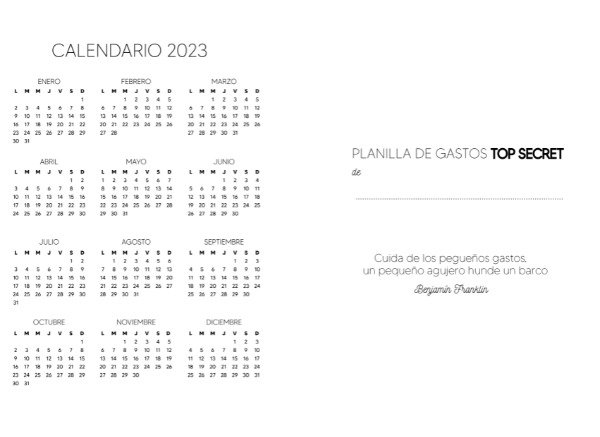 CALENDARIO 2023
ENERO
L M M J V S D
1
2 3 4 5 6 7 8
9 10 11 12 13 14 15
16 17 18 19 20 21 22
23 24 25 26 27 28 29
30 31
FEBRERO
L M M J V S D
1 2 3 4 5
6 7 8 9 10 11 12
13 14 15 16 17 18 19
20 21 22 23 24 25 26
27 28
MARZO
L M M J V S D
1 2 3 4 5
6 7 8 9 10 11 12
13 14 15 16 17 18 19
20 21 22 23 24 25 26
27 28 29 30 31
ABRIL
L M M J V S D
1 2
3 4 5 6 7 8 9
10 11 12 13 14 15 16
17 18 19 20 21 22 23
24 25 26 27 28 29 30
MAYO
L M M J V S D
1 2 3 4 5 6 7
8 9 10 11 12 13 14
15 16 17 18 19 20 21
22 23 24 25 26 27 28
29 30 31
JUNIO
L M M J V S D
1 2 3 4
5 6 7 8 9 10 11
12 13 14 15 16 17 18
19 20 21 22 23 24 25
26 27 28 29 30
JULIO
L M M J V S D
1 2
3 4 5 6 7 8 9
10 11 12 13 14 15 16
17 18 19 20 21 22 23
24 25 26 27 28 29 30
31
AGOSTO
L M M J V S D
1 2 3 4 5 6
7 8 9 10 11 12 13
14 15 16 17 18 19 20
21 22 23 24 25 26 27
28 29 30 31
SEPTIEMBRE
L M M J V S D
1 2 3
4 5 6 7 8 9 10
11 12 13 14 15 16 17
18 19 20 21 22 23 24
25 26 27 28 29 30
OCTUBRE
L M M J V S D
1
2 3 4 5 6 7 8
9 10 11 12 13 14 15
16 17 18 19 20 21 22
23 24 25 26 27 28 29
30 31
NOVIEMBRE
L M M J V S D
1 2 3 4 5
6 7 8 9 10 11 12
13 14 15 16 17 18 19
20 21 22 23 24 25 26
27 28 29 30
DICIEMBRE
L M M J V S D
1 2 3
4 5 6 7 8 9 10
11 12 13 14 15 16 17
18 19 20 21 22 23 24
25 26 27 28 29 30 31
PLANILLA DE GASTOS TOP SECRET
de
Cuida de los pequeños gastos,
un pequeño agujero hunde un barco
Benjamin Franklin